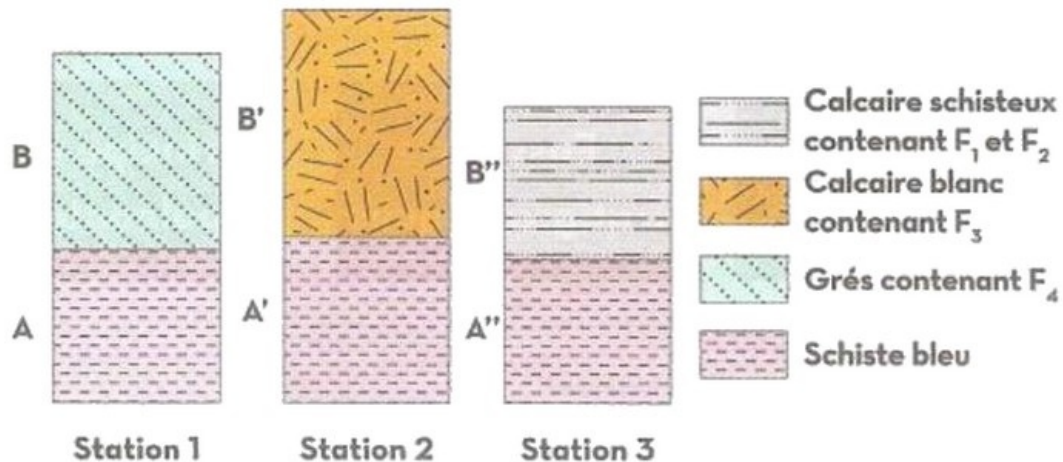 B
A
B'
A'
B''
A''
Station 1
Station 2
Station 3
Calcaire schisteux
contenant F₁ et F₂
Calcaire blanc
contenant F₃
Grés contenant F₄
Schiste bleu